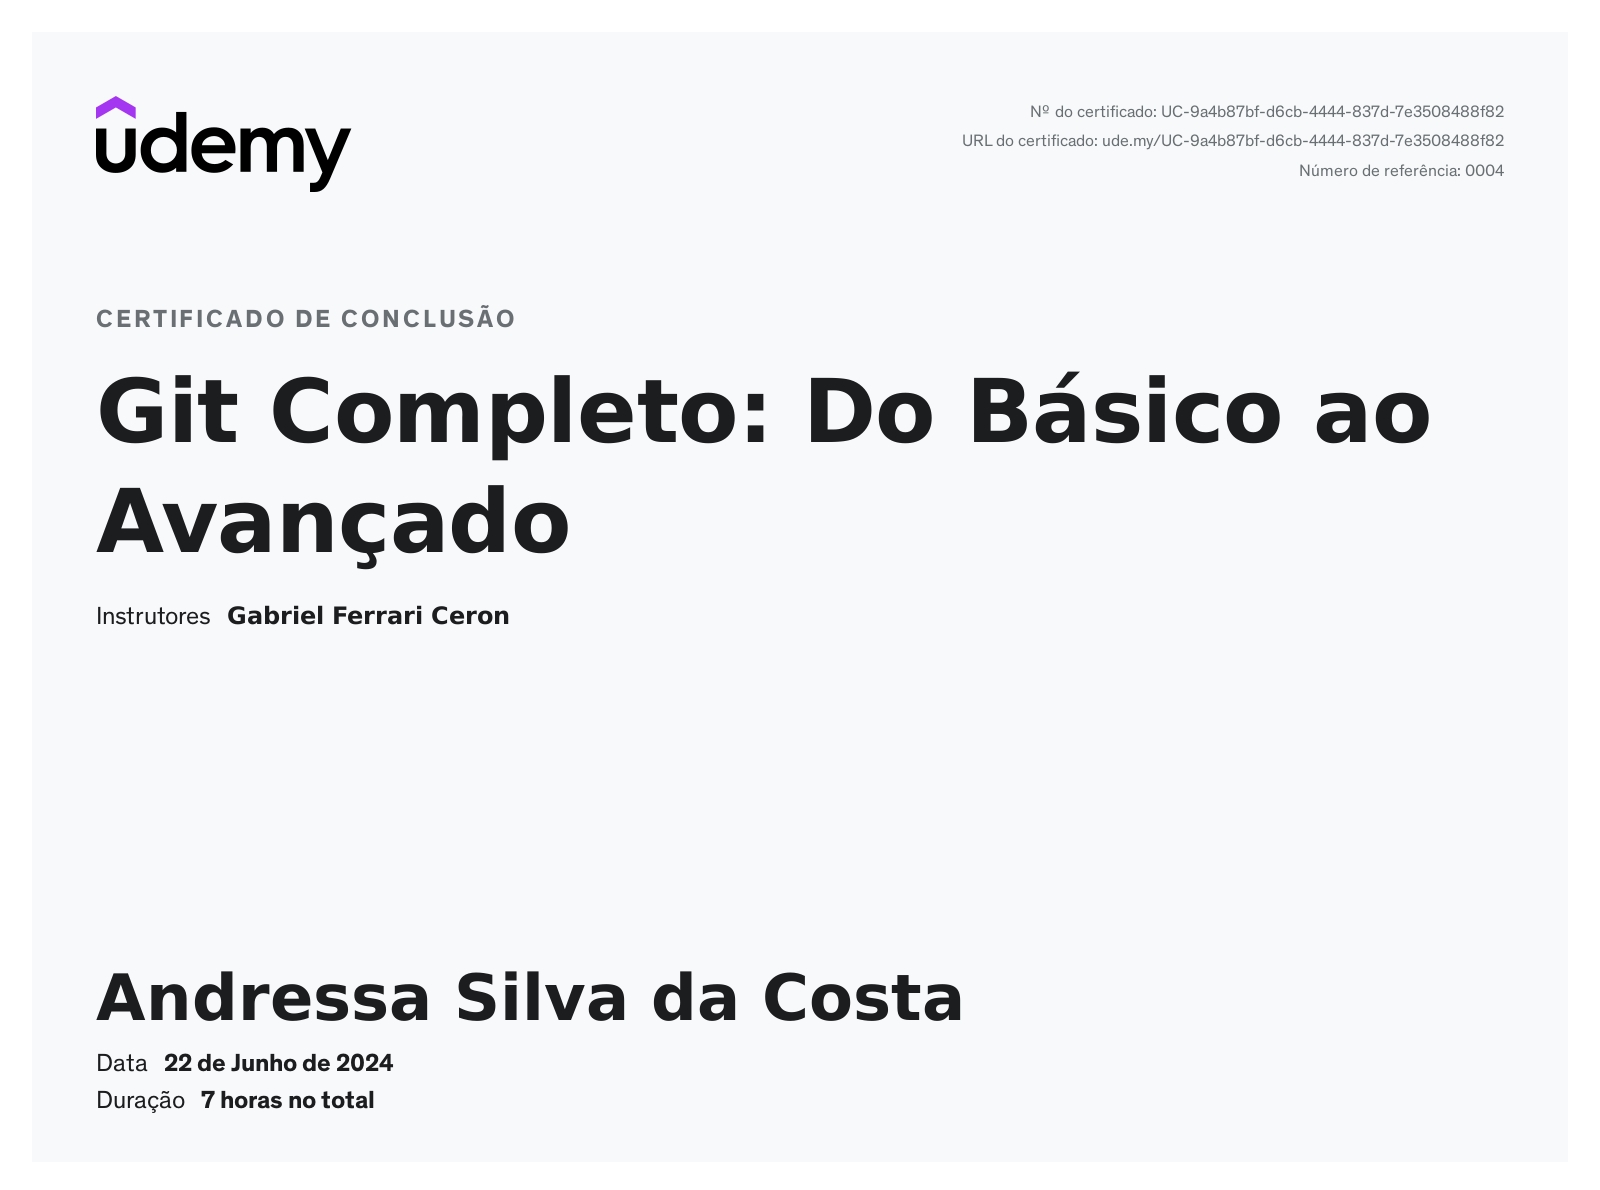 udemy
Nº do certificado: UC-9a4b87bf-d6cb-4444-837d-7e3508488f82
URL do certificado: ude.my/UC-9a4b87bf-d6cb-4444-837d-7e3508488f82
Número de referência: 0004
CERTIFICADO DE CONCLUSÃO
Git Completo: Do Básico ao
Avançado
Instrutores Gabriel Ferrari Ceron
Andressa Silva da Costa
Data 22 de Junho de 2024
Duração 7 horas no total